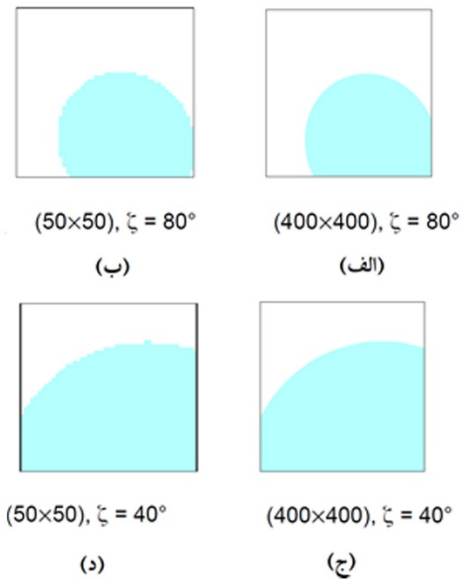 (50×50), ζ = 80°
(400×400), ζ = 80°
(ب)
(الف)
(50×50), ζ = 40°
(400×400), ζ = 40°
(د)
(ج)